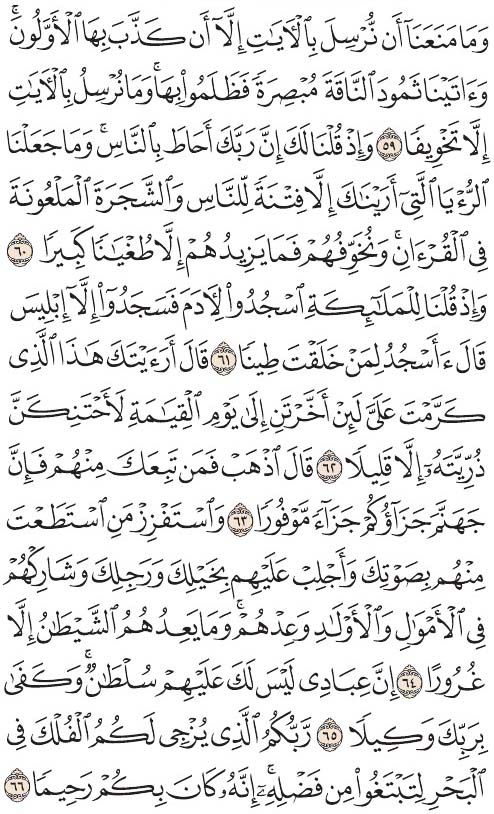 وَمَا مَنَعَنَآ أَن نُّرْسِلَ بِٱلْءَايَٰتِ إِلَّآ أَن كَذَّبَ بِهَا ٱلْأَوَّلُونَۚ
وَءَاتَيْنَا ثَمُودَ ٱلنَّاقَةَ مُبْصِرَةً فَظَلَمُوا۟ بِهَاۚ وَمَا نُرْسِلُ بِٱلْءَايَٰتِ
إِلَّا تَخْوِيفًا ٥٩ وَإِذْ قُلْنَا لَكَ إِنَّ رَبَّكَ أَحَاطَ بِٱلنَّاسِۚ وَمَا جَعَلْنَا
ٱلرُّءْيَا ٱلَّتِىٓ أَرَيْنَٰكَ إِلَّا فِتْنَةً لِّلنَّاسِ وَٱلشَّجَرَةَ ٱلْمَلْعُونَةَ
فِى ٱلْقُرْءَانِۚ وَنُخَوِّفُهُمْ فَمَا يَزِيدُهُمْ إِلَّا طُغْيَٰنًا كَبِيرًا ٦٠
وَإِذْ قُلْنَا لِلْمَلَٰٓئِكَةِ ٱسْجُدُوا۟ لِءَادَمَ فَسَجَدُوٓا۟ إِلَّآ إِبْلِيسَ
قَالَ ءَأَسْجُدُ لِمَنْ خَلَقْتَ طِينًا ٦١ قَالَ أَرَءَيْتَكَ هَٰذَا ٱلَّذِى
كَرَّمْتَ عَلَىَّ لَئِنْ أَخَّرْتَنِ إِلَىٰ يَوْمِ ٱلْقِيَٰمَةِ لَأَحْتَنِكَنَّ
ذُرِّيَّتَهُۥٓ إِلَّا قَلِيلًا ٦٢ قَالَ ٱذْهَبْ فَمَن تَبِعَكَ مِنْهُمْ فَإِنَّ
جَهَنَّمَ جَزَآؤُكُمْ جَزَآءً مَّوْفُورًا ٦٣ وَٱسْتَفْزِزْ مَنِ ٱسْتَطَعْتَ
مِنْهُم بِصَوْتِكَ وَأَجْلِبْ عَلَيْهِم بِخَيْلِكَ وَرَجِلِكَ وَشَارِكْهُمْ
فِى ٱلْأَمْوَٰلِ وَٱلْأَوْلَٰدِ وَعِدْهُمْۚ وَمَا يَعِدُهُمُ ٱلشَّيْطَٰنُ إِلَّا
غُرُورًا ٦٤ إِنَّ عِبَادِى لَيْسَ لَكَ عَلَيْهِمْ سُلْطَٰنٌۚ وَكَفَىٰ
بِرَبِّكَ وَكِيلًا ٦٥ رَّبُّكُمُ ٱلَّذِى يُزْجِى لَكُمُ ٱلْفُلْكَ فِى
ٱلْبَحْرِ لِتَبْتَغُوا۟ مِن فَضْلِهِۦٓۚ إِنَّهُۥ كَانَ بِكُمْ رَحِيمًا ٦٦